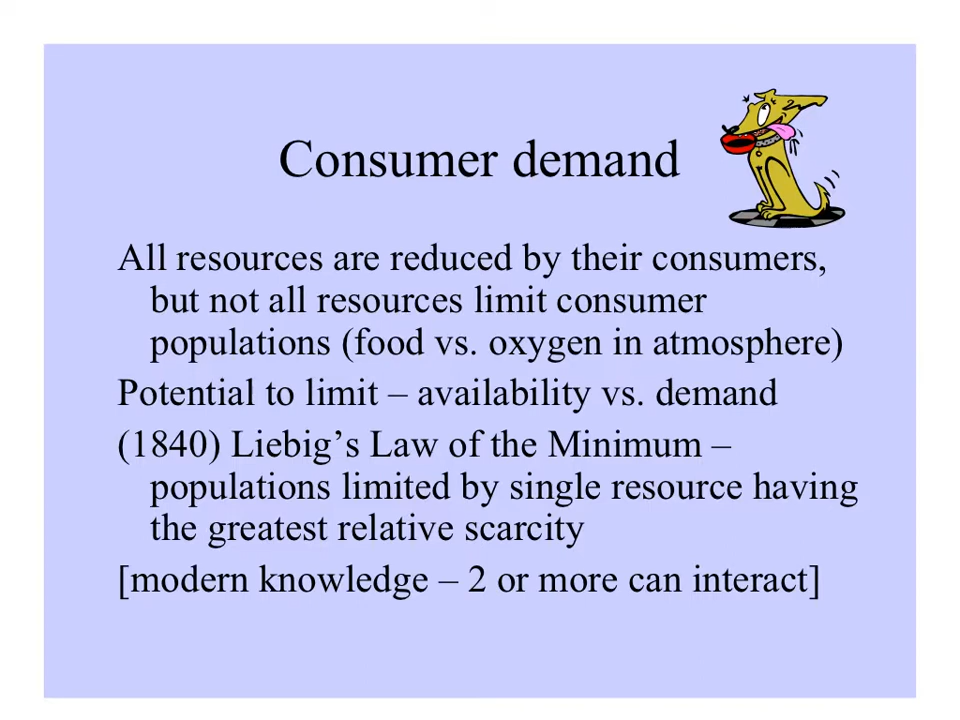 Consumer demand
All resources are reduced by their consumers,
but not all resources limit consumer
populations (food vs. oxygen in atmosphere)
Potential to limit – availability vs. demand
(1840) Liebig’s Law of the Minimum –
populations limited by single resource having
the greatest relative scarcity
[modern knowledge – 2 or more can interact]